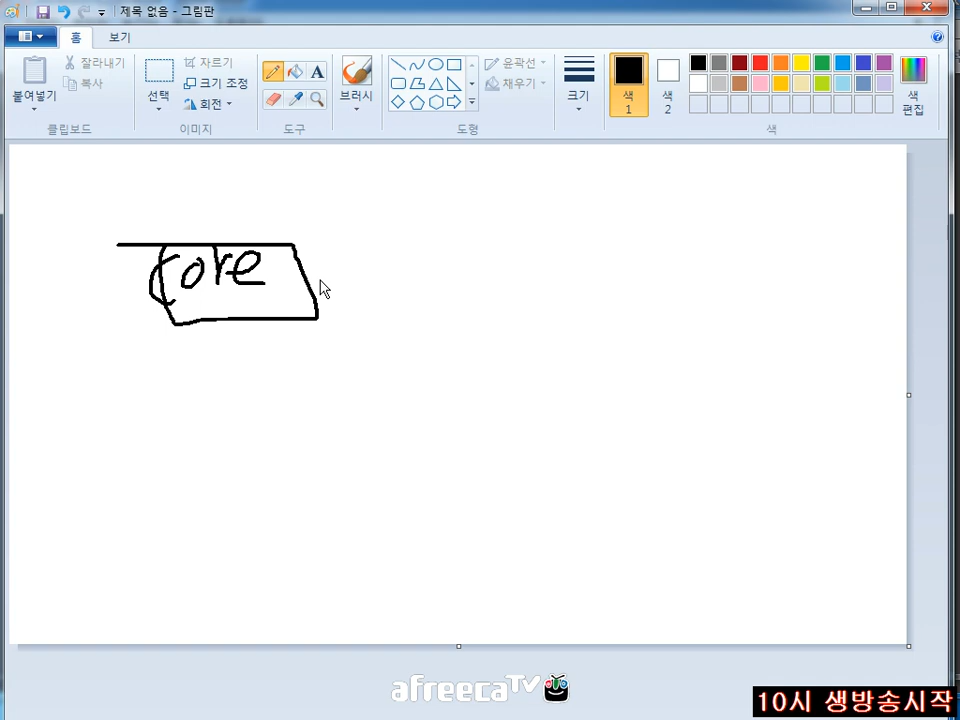 제목 없음 - 그림판
홈 보기
붙여넣기
잘라내기
복사
클립보드
선택
자르기
크기 조정
회전
이미지
A
도구
브러시
윤곽선
채우기
도형
크기
색 1
색 2
색 편집
색
Core
afreecaTV
10시 생방송시작